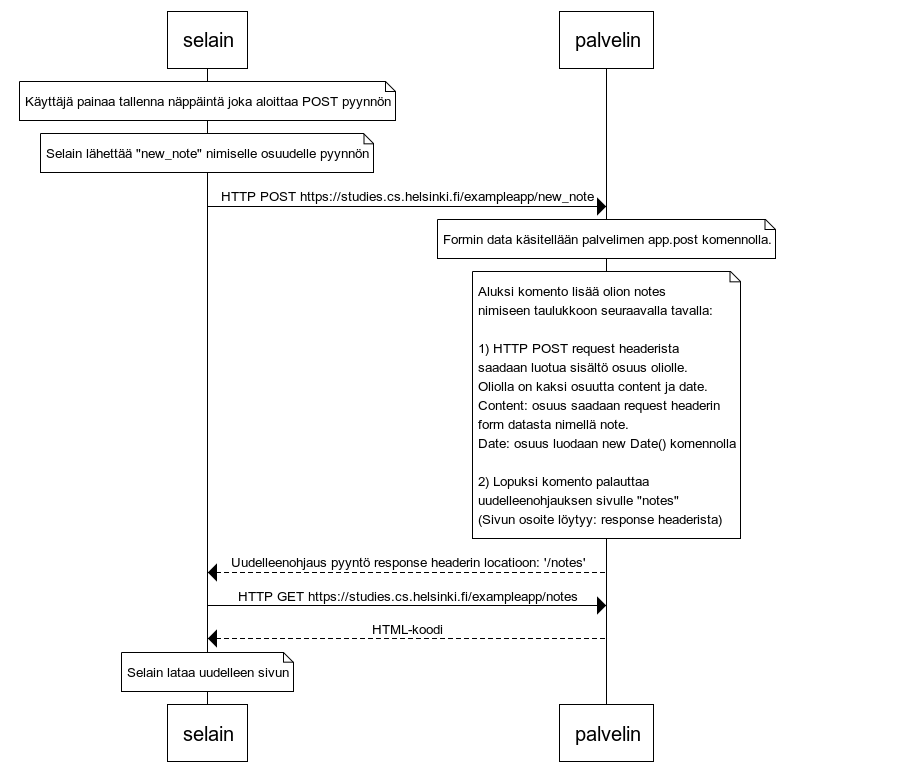 selain
palvelin
Käyttäjä painaa tallenna näppäintä joka aloittaa POST pyynnön
Selain lähettää "new_note" nimiselle osuudelle pyynnön
HTTP POST https://studies.cs.helsinki.fi/exampleapp/new_note
Formin data käsitellään palvelimen app.post komennolla.
Aluksi komento lisää olion notes
nimiseen taulukkoon seuraavalla tavalla:
1) HTTP POST request headerista
saadaan luotua sisältö osuus oliolle.
Oliolla on kaksi osuutta content ja date.
Content: osuus saadaan request headerin
form datasta nimellä note.
Date: osuus luodaan new Date() komennolla
2) Lopuksi komento palauttaa
uudelleenohjauksen sivulle "notes"
(Sivun osoite löytyy: response headerista)
Uudelleenohjaus pyyntö response headerin locatioon: '/notes'
HTTP GET https://studies.cs.helsinki.fi/exampleapp/notes
HTML-koodi
Selain lataa uudelleen sivun
selain
palvelin